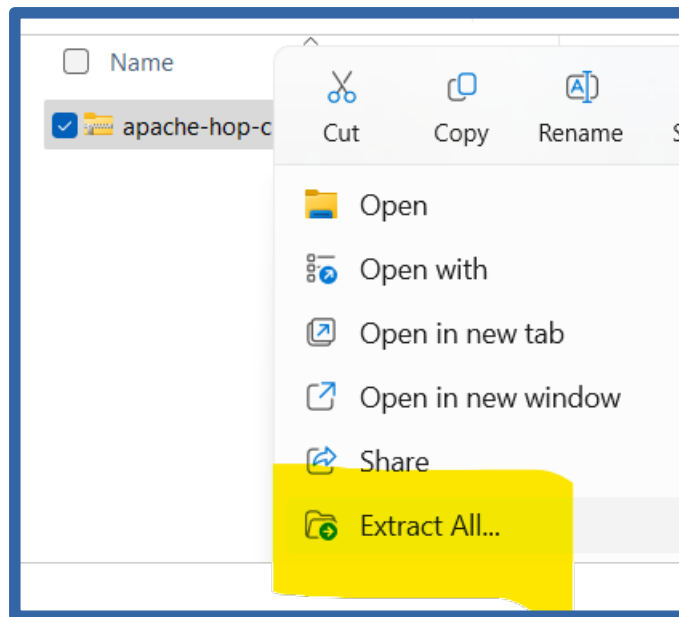 Name
apache-hop-c
Cut Copy Rename S
Open
Open with
Open in new tab
Open in new window
Share
Extract All...